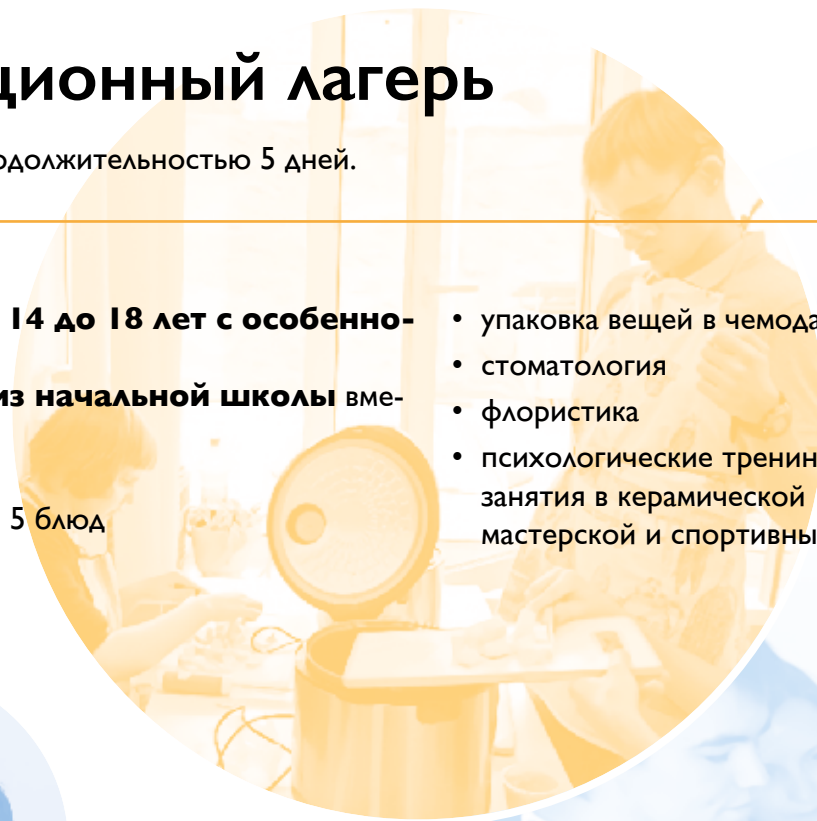 ционный лагерь
одолжительностью 5 дней.
14 до 18 лет с особенно-
из начальной школы вме-
5 блюд
• упаковка вещей в чемода
• стоматология
• флористика
• психологические тренин
занятия в керамической
мастерской и спортивны